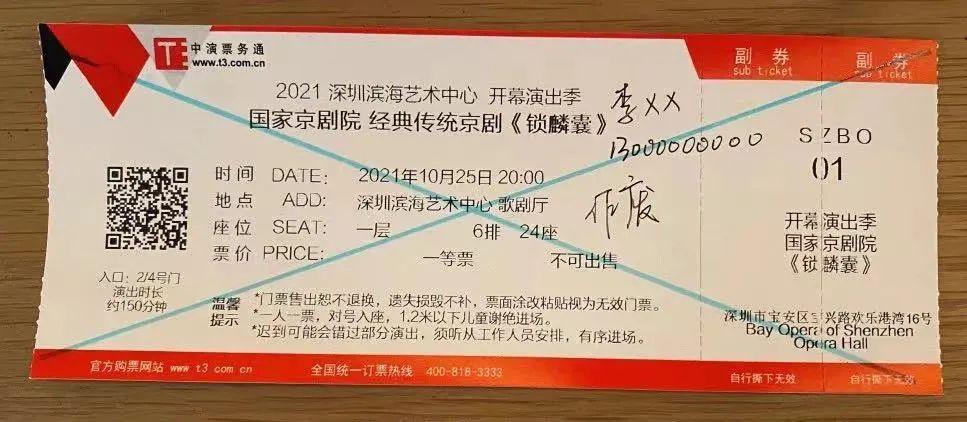 中演票务通
www.t3.com.cn
2021 深圳滨海艺术中心 开幕演出季
国家京剧院 经典传统京剧《锁麟囊》
李XX
13000000000
时间 DATE: 2021年10月25日 20:00
地点 ADD: 深圳滨海艺术中心 歌剧厅
座位 SEAT: 一层 6排 24座
票价 PRICE: 一等票 不可出售
作废
入口：2/4号门
演出时长
约150分钟
温馨
提示
*门票售出恕不退换，遗失损毁不补，票面涂改粘贴视为无效门票。
*一人一票，对号入座，1.2米以下儿童谢绝进场。
*迟到可能会错过部分演出，须听从工作人员安排，有序进场。
官方购票网站 www.t3.com.cn 全国统一订票热线 400-818-3333
副 券
sub ticket
副 券
sub ticket
SZBO
01
开幕演出季
国家京剧院
《锁麟囊》
深圳市宝安区宝兴路欢乐港湾16号
Bay Opera of Shenzhen
Opera Hall
自行撕下无效
自行撕下无效